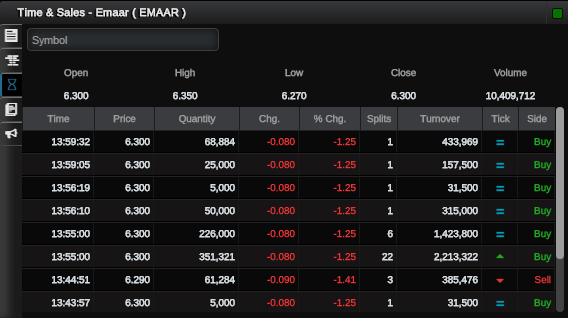 Time & Sales - Emaar ( EMAAR )
Symbol
Open High Low Close Volume
6.300 6.350 6.270 6.300 10,409,712
Time Price Quantity Chg. % Chg. Splits Turnover Tick Side
13:59:32 6.300 68,884 -0.080 -1.25 1 433,969 Buy
13:59:05 6.300 25,000 -0.080 -1.25 1 157,500 Buy
13:56:19 6.300 5,000 -0.080 -1.25 1 31,500 Buy
13:56:10 6.300 50,000 -0.080 -1.25 1 315,000 Buy
13:55:00 6.300 226,000 -0.080 -1.25 6 1,423,800 Buy
13:55:00 6.300 351,321 -0.080 -1.25 22 2,213,322 Buy
13:44:51 6.290 61,284 -0.090 -1.41 3 385,476 Sell
13:43:57 6.300 5,000 -0.080 -1.25 1 31,500 Buy